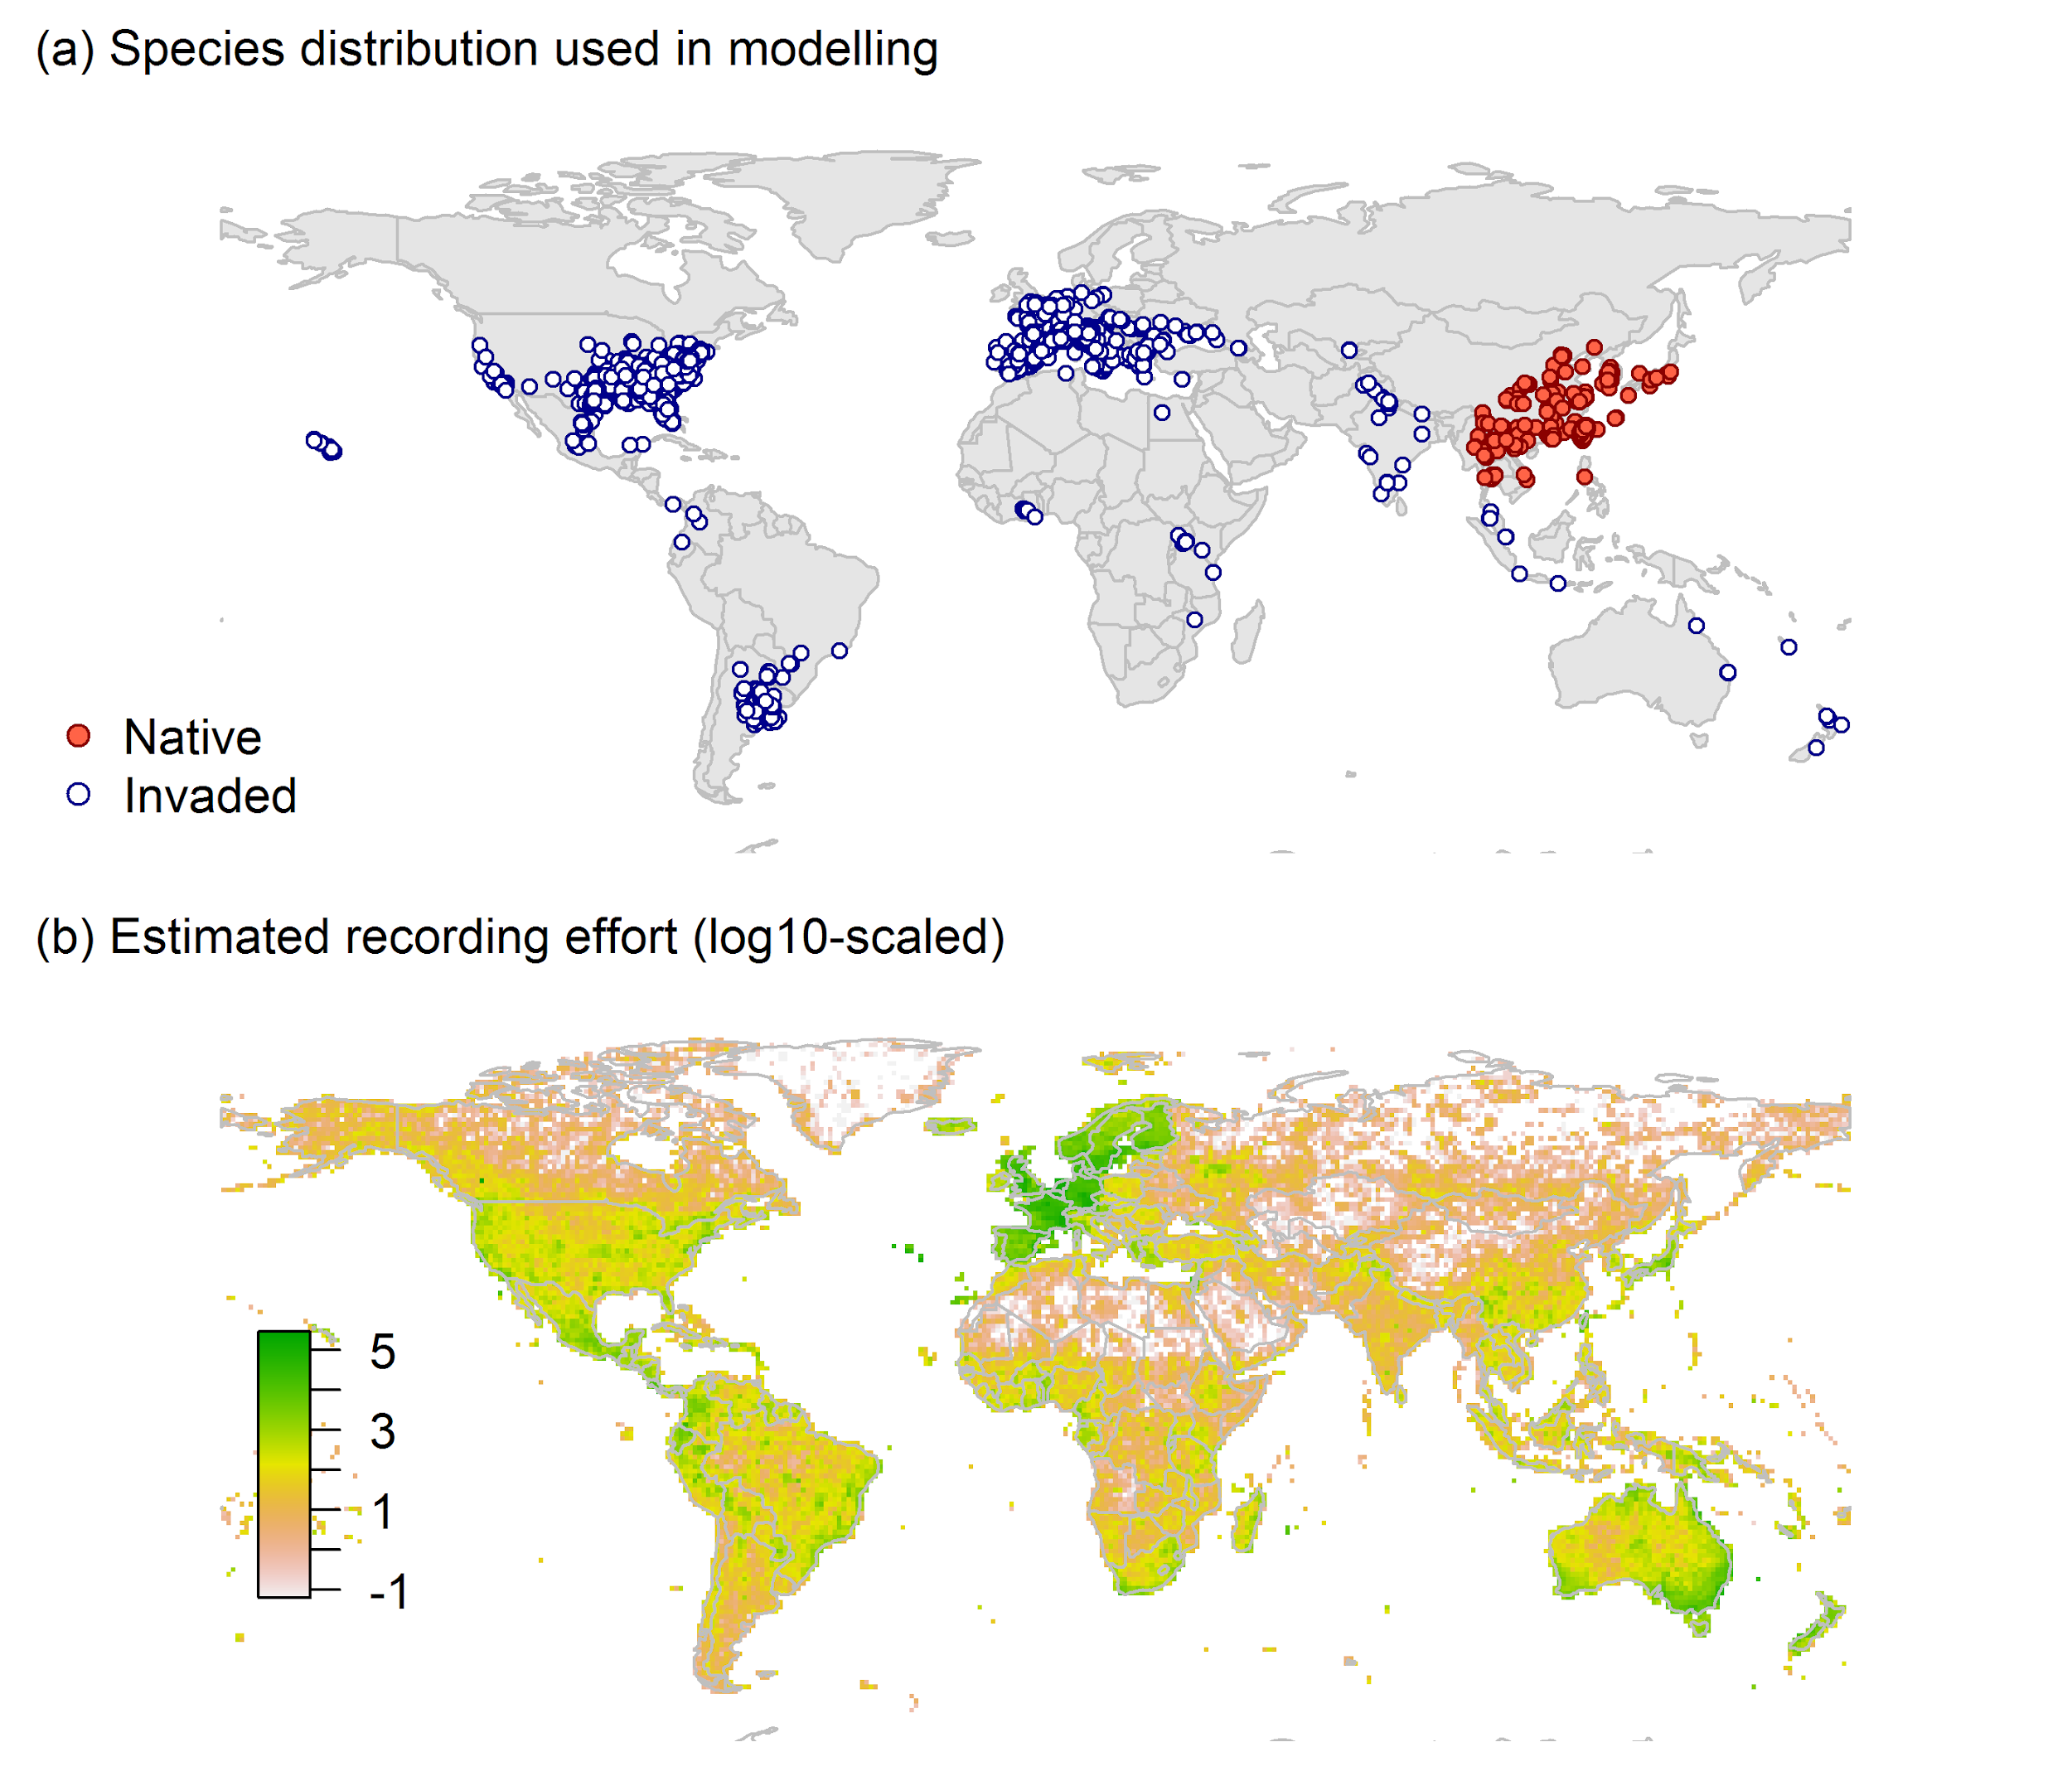 (a) Species distribution used in modelling
Native
Invaded
(b) Estimated recording effort (log10-scaled)
5
3
1
-1